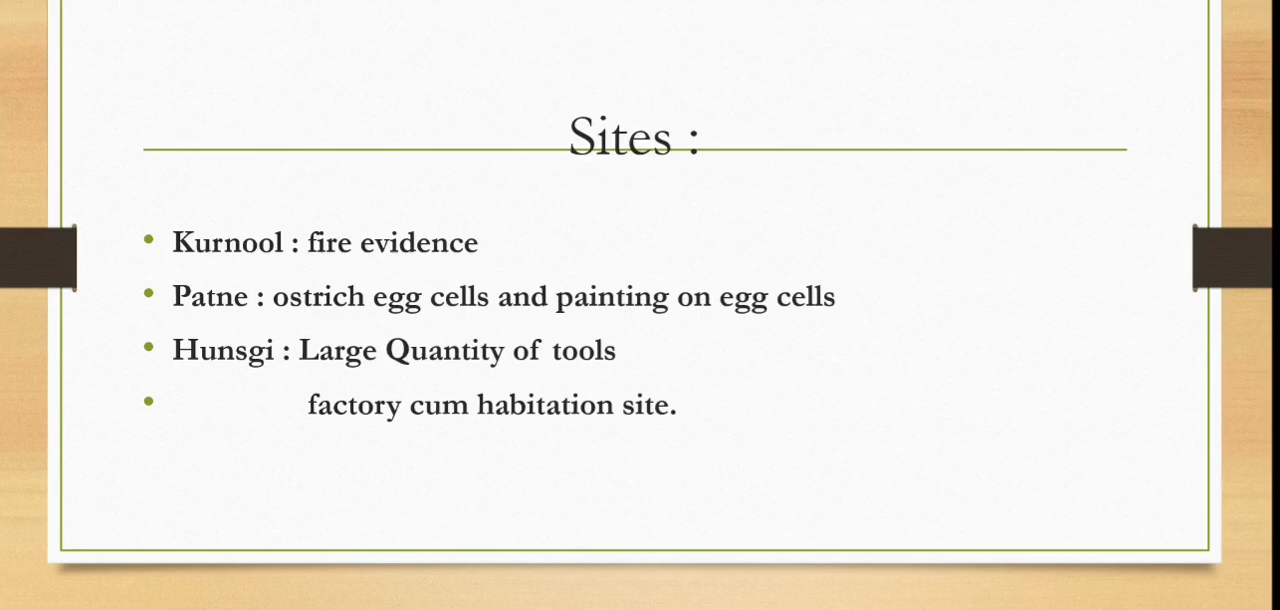 Sites :
• Kurnool : fire evidence
• Patne : ostrich egg cells and painting on egg cells
• Hunsgi : Large Quantity of tools
• factory cum habitation site.